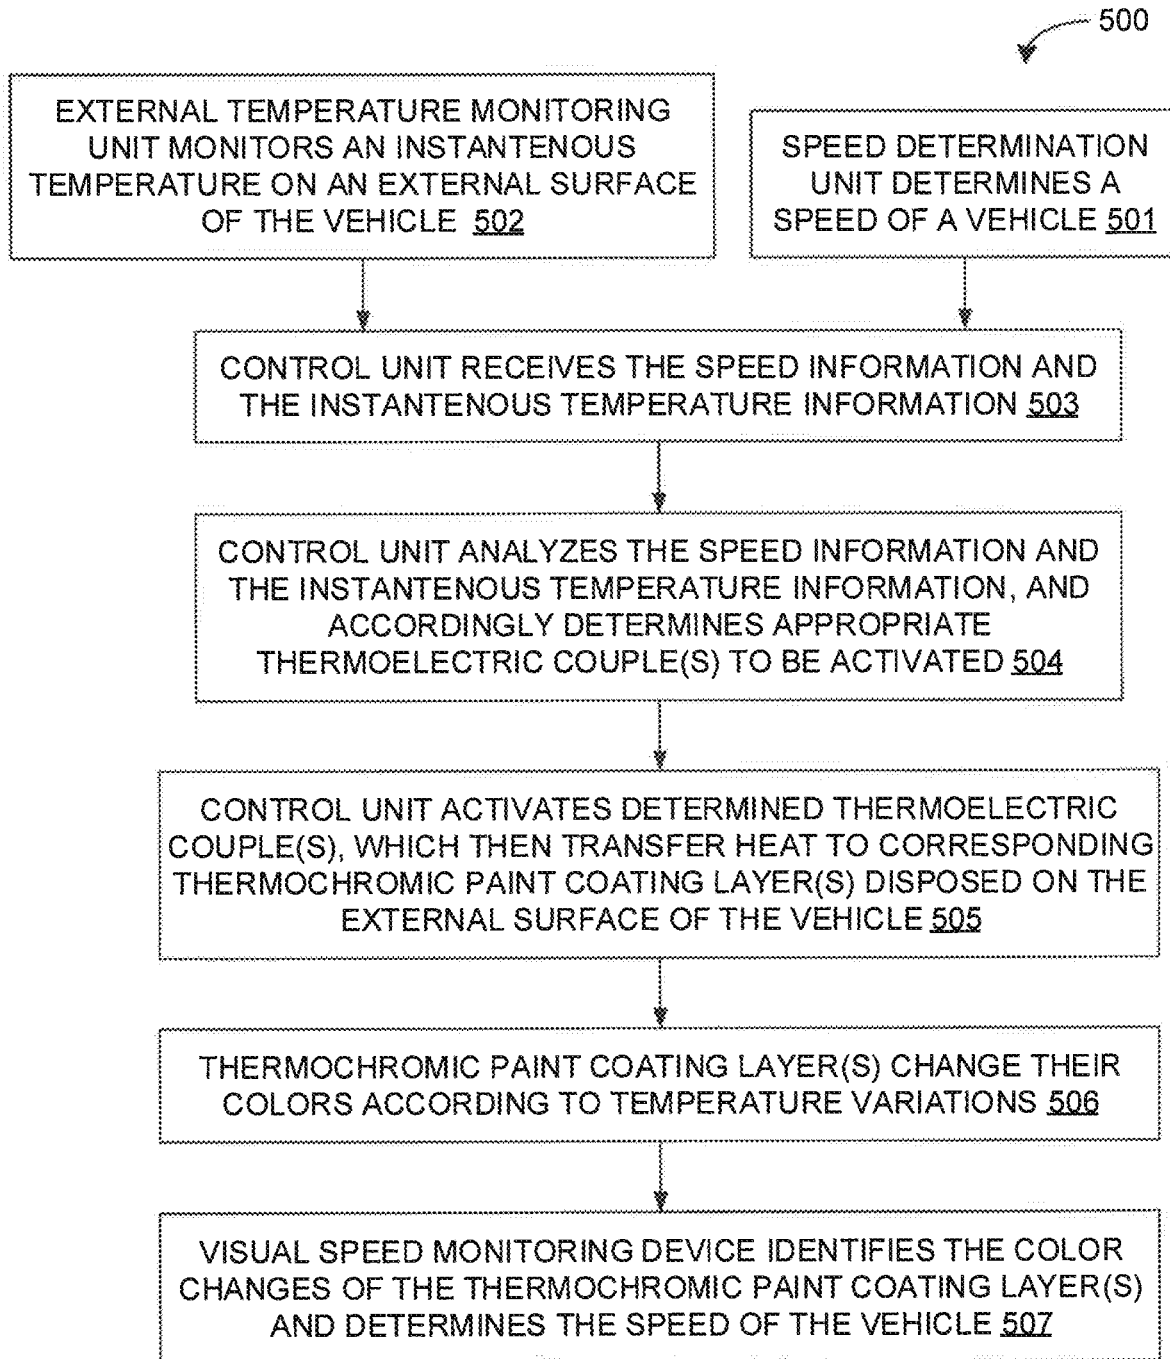 500
EXTERNAL TEMPERATURE MONITORING
UNIT MONITORS AN INSTANTENOUS
TEMPERATURE ON AN EXTERNAL SURFACE
OF THE VEHICLE 502
SPEED DETERMINATION
UNIT DETERMINES A
SPEED OF A VEHICLE 501
CONTROL UNIT RECEIVES THE SPEED INFORMATION AND
THE INSTANTENOUS TEMPERATURE INFORMATION 503
CONTROL UNIT ANALYZES THE SPEED INFORMATION AND
THE INSTANTENOUS TEMPERATURE INFORMATION, AND
ACCORDINGLY DETERMINES APPROPRIATE
THERMOELECTRIC COUPLE(S) TO BE ACTIVATED 504
CONTROL UNIT ACTIVATES DETERMINED THERMOELECTRIC
COUPLE(S), WHICH THEN TRANSFER HEAT TO CORRESPONDING
THERMOCHROMIC PAINT COATING LAYER(S) DISPOSED ON THE
EXTERNAL SURFACE OF THE VEHICLE 505
THERMOCHROMIC PAINT COATING LAYER(S) CHANGE THEIR
COLORS ACCORDING TO TEMPERATURE VARIATIONS 506
VISUAL SPEED MONITORING DEVICE IDENTIFIES THE COLOR
CHANGES OF THE THERMOCHROMIC PAINT COATING LAYER(S)
AND DETERMINES THE SPEED OF THE VEHICLE 507